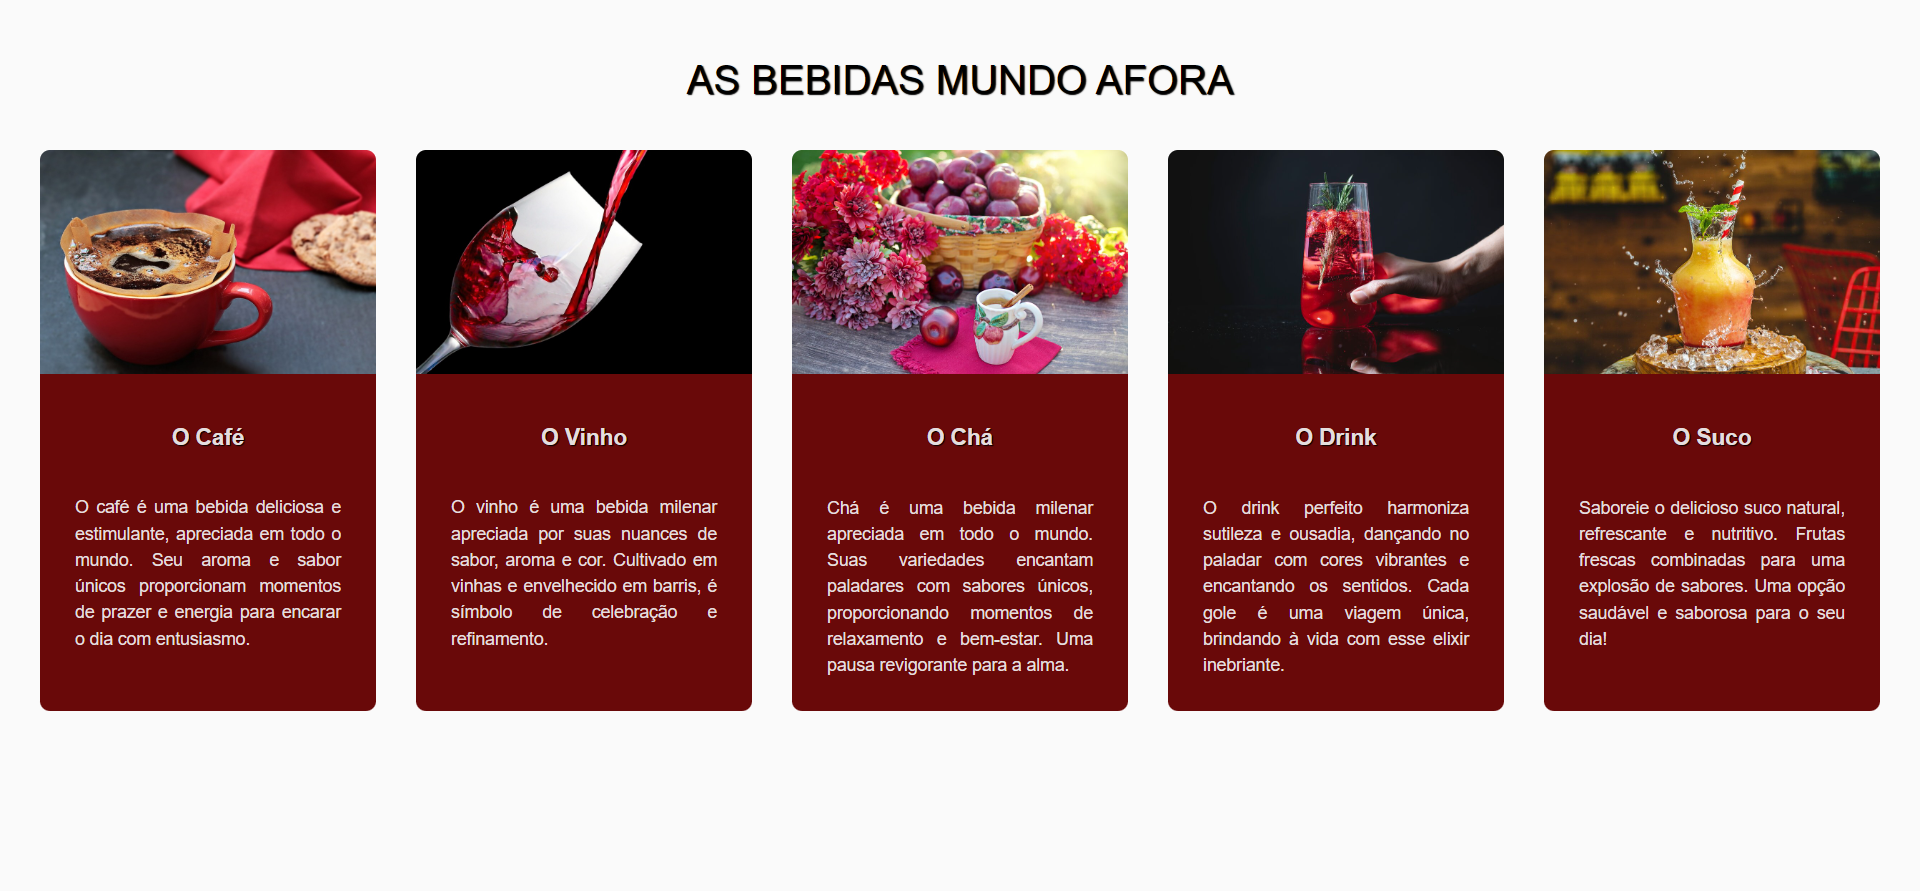 AS BEBIDAS MUNDO AFORA
O Café
O café é uma bebida deliciosa e
estimulante, apreciada em todo o
mundo. Seu aroma e sabor
únicos proporcionam momentos
de prazer e energia para encarar
o dia com entusiasmo.
O Vinho
O vinho é uma bebida milenar
apreciada por suas nuances de
sabor, aroma e cor. Cultivado em
vinhas e envelhecido em barris, é
símbolo de celebração e
refinamento.
O Chá
Chá é uma bebida milenar
apreciada em todo o mundo.
Suas variedades encantam
paladares com sabores únicos,
proporcionando momentos de
relaxamento e bem-estar. Uma
pausa revigorante para a alma.
O Drink
O drink perfeito harmoniza
sutileza e ousadia, dançando no
paladar com cores vibrantes e
encantando os sentidos. Cada
gole é uma viagem única,
brindando à vida com esse elixir
inebriante.
O Suco
Saboreie o delicioso suco natural,
refrescante e nutritivo. Frutas
frescas combinadas para uma
explosão de sabores. Uma opção
saudável e saborosa para o seu
dia!